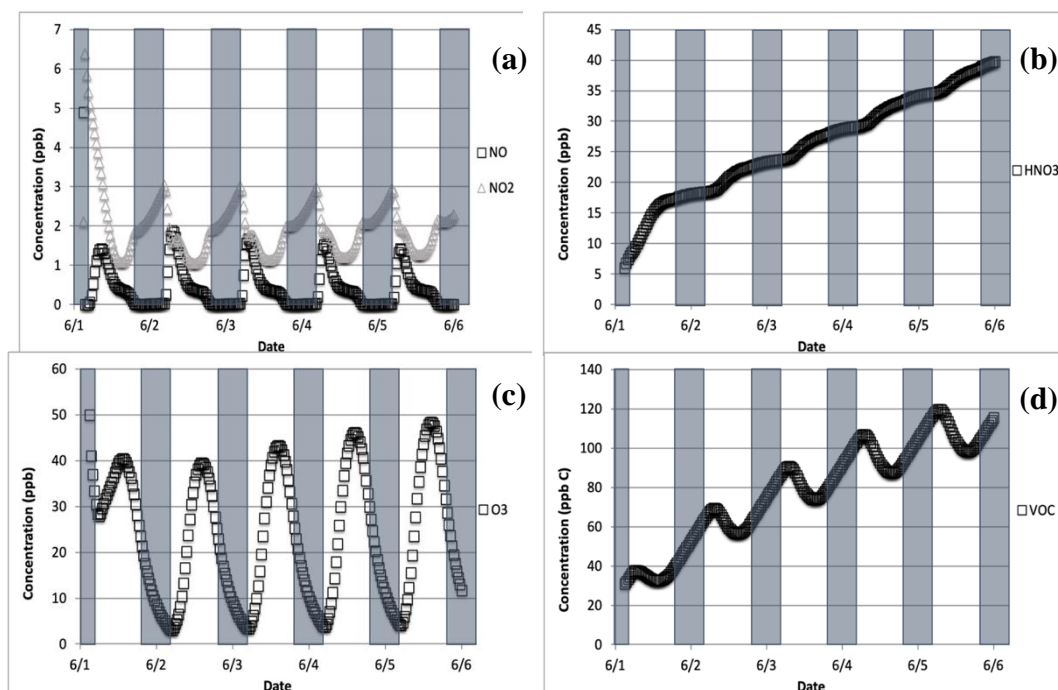 (a)
7
6
5
4
3
2
1
0
Concentration (ppb)
NO
NO2
6/1 6/2 6/3 6/4 6/5 6/6
Date
(b)
45
40
35
30
25
20
15
10
5
0
Concentration (ppb)
HNO3
6/1 6/2 6/3 6/4 6/5 6/6
Date
(c)
60
50
40
30
20
10
0
Concentration (ppb)
O3
6/1 6/2 6/3 6/4 6/5 6/6
Date
(d)
140
120
100
80
60
40
20
0
Concentration (ppb C)
VOC
6/1 6/2 6/3 6/4 6/5 6/6
Date